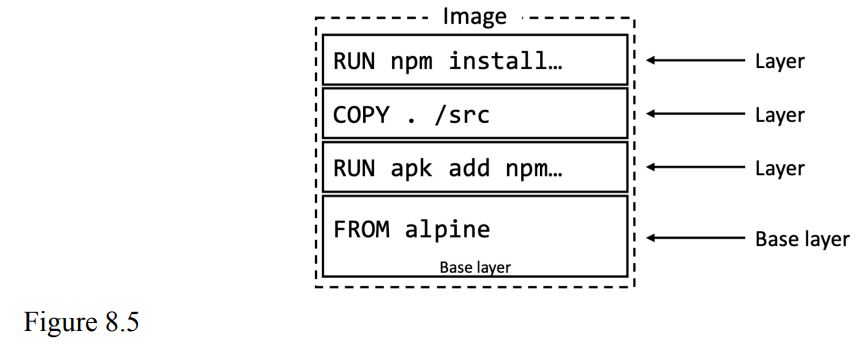 Image
RUN npm install… Layer
COPY . /src Layer
RUN apk add npm… Layer
FROM alpine
Base layer
Base layer
Figure 8.5